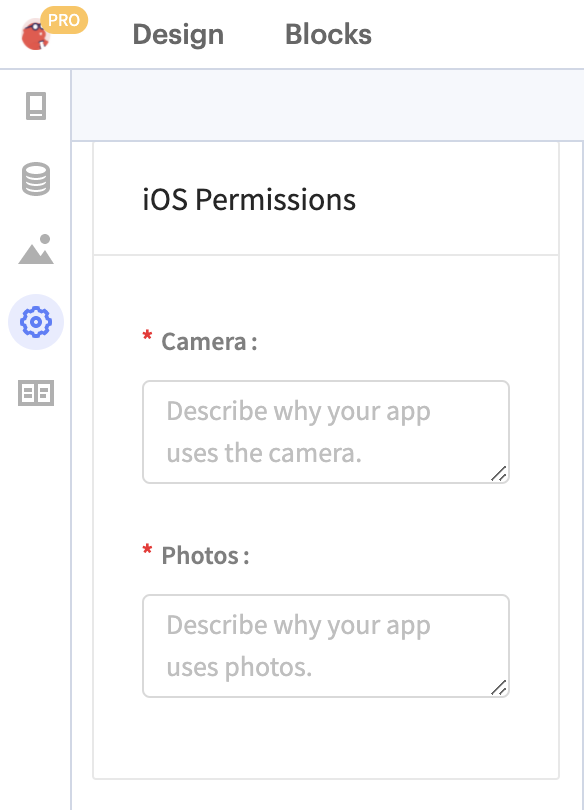 PRO
Design
Blocks
iOS Permissions
* Camera :
Describe why your app
uses the camera.
* Photos :
Describe why your app
uses photos.